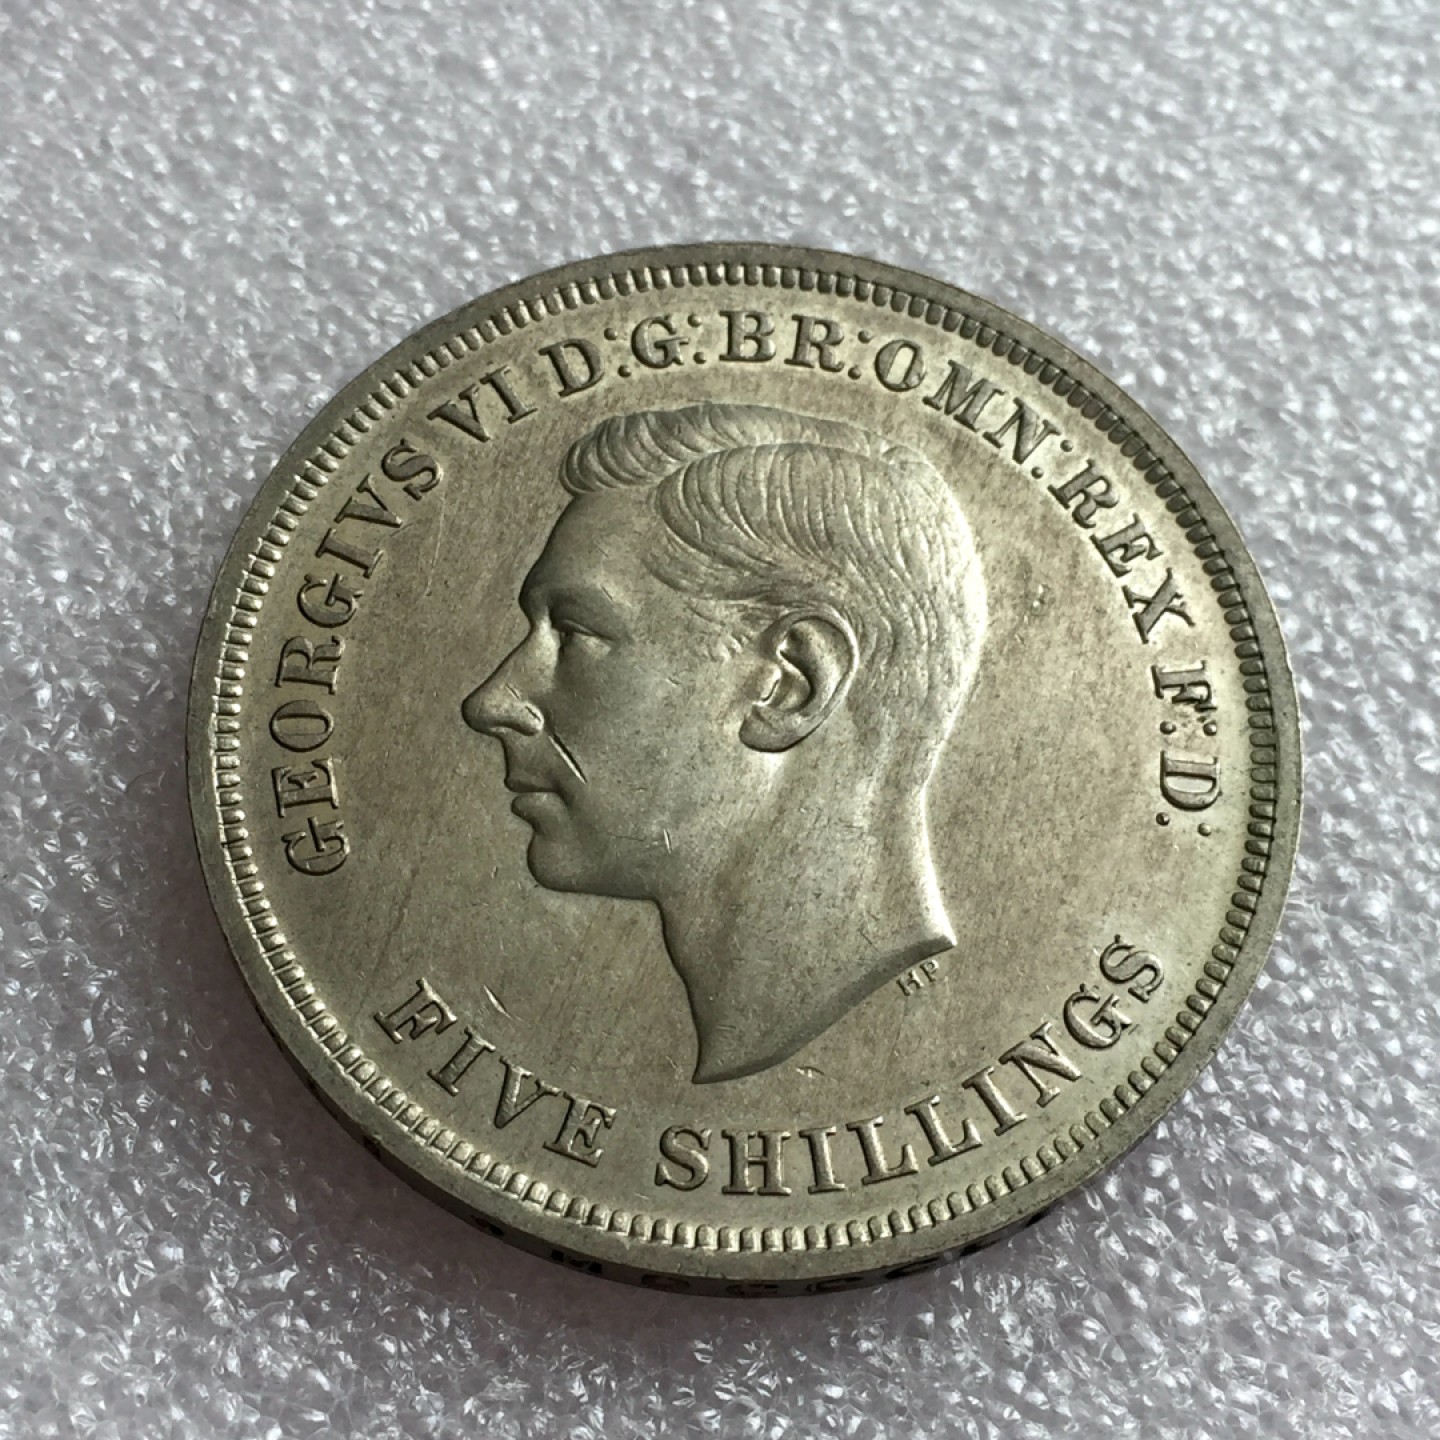 GEORGIVS VI D:G:BR:OMN:REX F:D:
HP
FIVE SHILLINGS